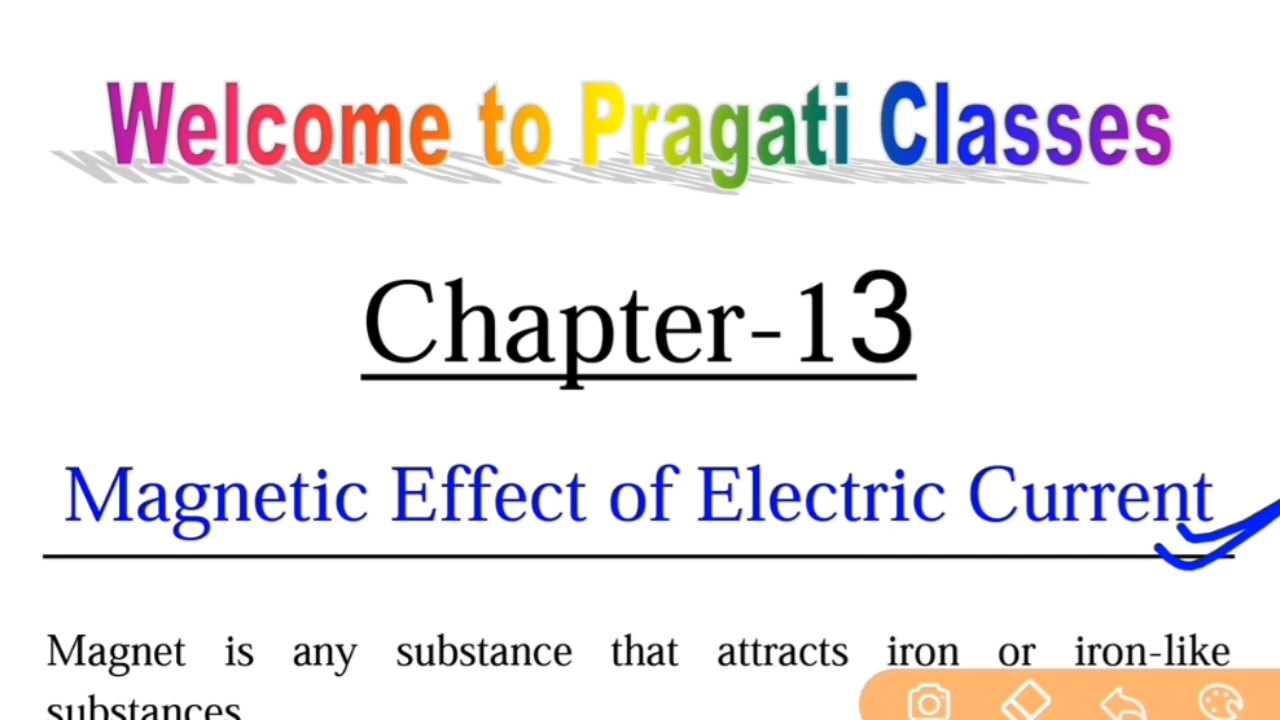 Welcome to Pragati Classes
Chapter-13
Magnetic Effect of Electric Current
Magnet is any substance that attracts iron or iron-like
substances